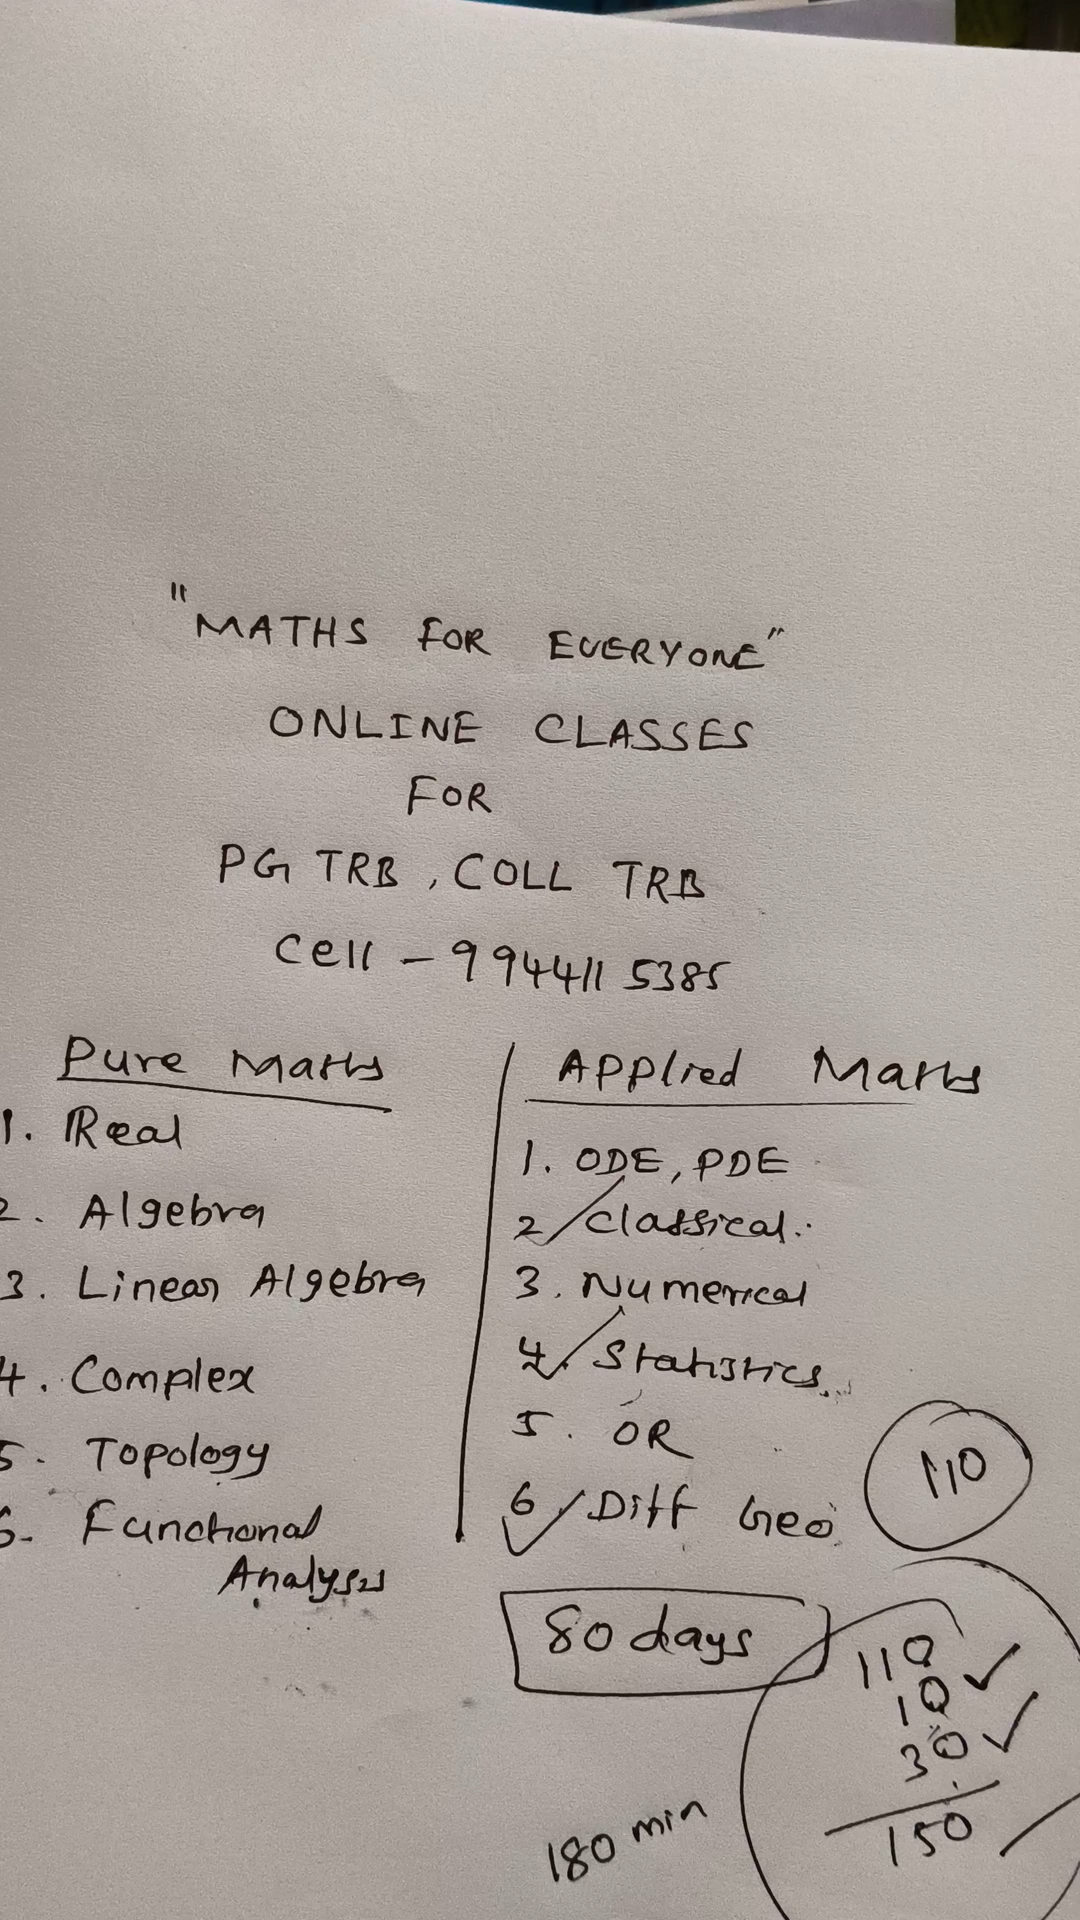 "MATHS FOR EVERYONE"
ONLINE CLASSES
FOR
PG TRB, COLL TRB
Cell - 9944115385
Pure Maths
1. Real
2. Algebra
3. Linear Algebra
4. Complex
5. Topology
6. Functional
Analysis
Applied Maths
1. ODE, PDE
2 Classical.
3. Numerical
4. Statistics
5. OR
6 Diff Geo
110
80 days
110
10
30
150
180 min